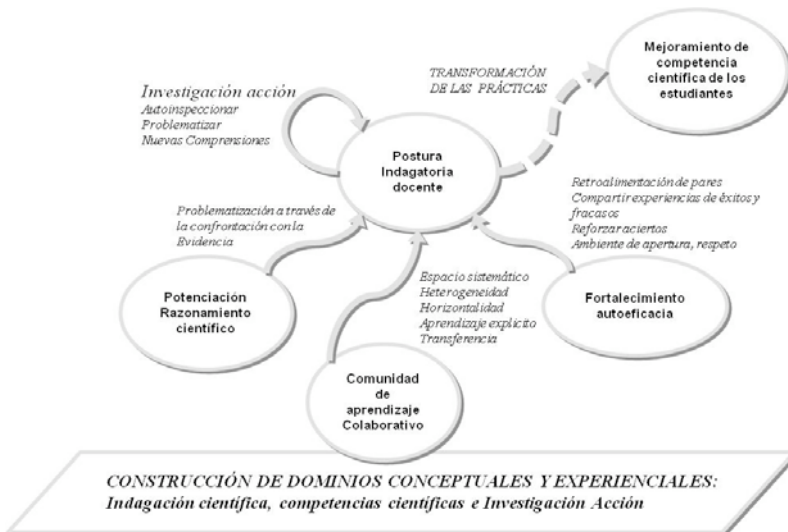 Mejoramiento de
competencia
científica de los
estudiantes
TRANSFORMACIÓN
DE LAS PRÁCTICAS
Investigación acción
Autoinspeccionar
Problematizar
Nuevas Comprensiones
Postura
Indagatoria
docente
Retroalimentación de pares
Compartir experiencias de éxitos y
fracasos
Reforzar aciertos
Ambiente de apertura, respeto
Problematización a través de
la confrontación con la
Evidencia
Potenciación
Razonamiento
científico
Espacio sistemático
Heterogeneidad
Horizontalidad
Aprendizaje explícito
Transferencia
Fortalecimiento
autoeficacia
Comunidad
de
aprendizaje
Colaborativo
CONSTRUCCIÓN DE DOMINIOS CONCEPTUALES Y EXPERIENCIALES:
Indagación científica, competencias científicas e Investigación Acción